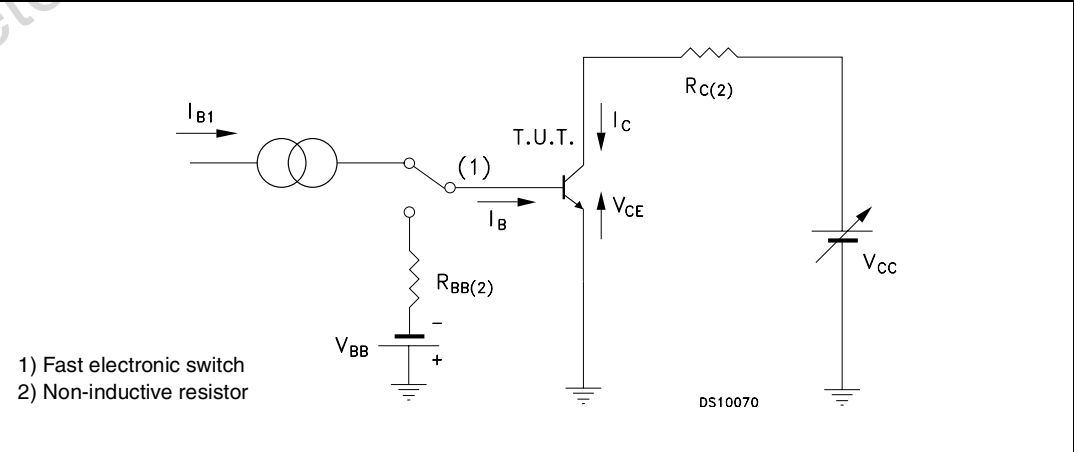 I_B1
R_C(2)
I_C
T.U.T.
(1)
V_CE
I_B
V_CC
R_BB(2)
−
V_BB
+
1) Fast electronic switch
2) Non-inductive resistor
DS10070